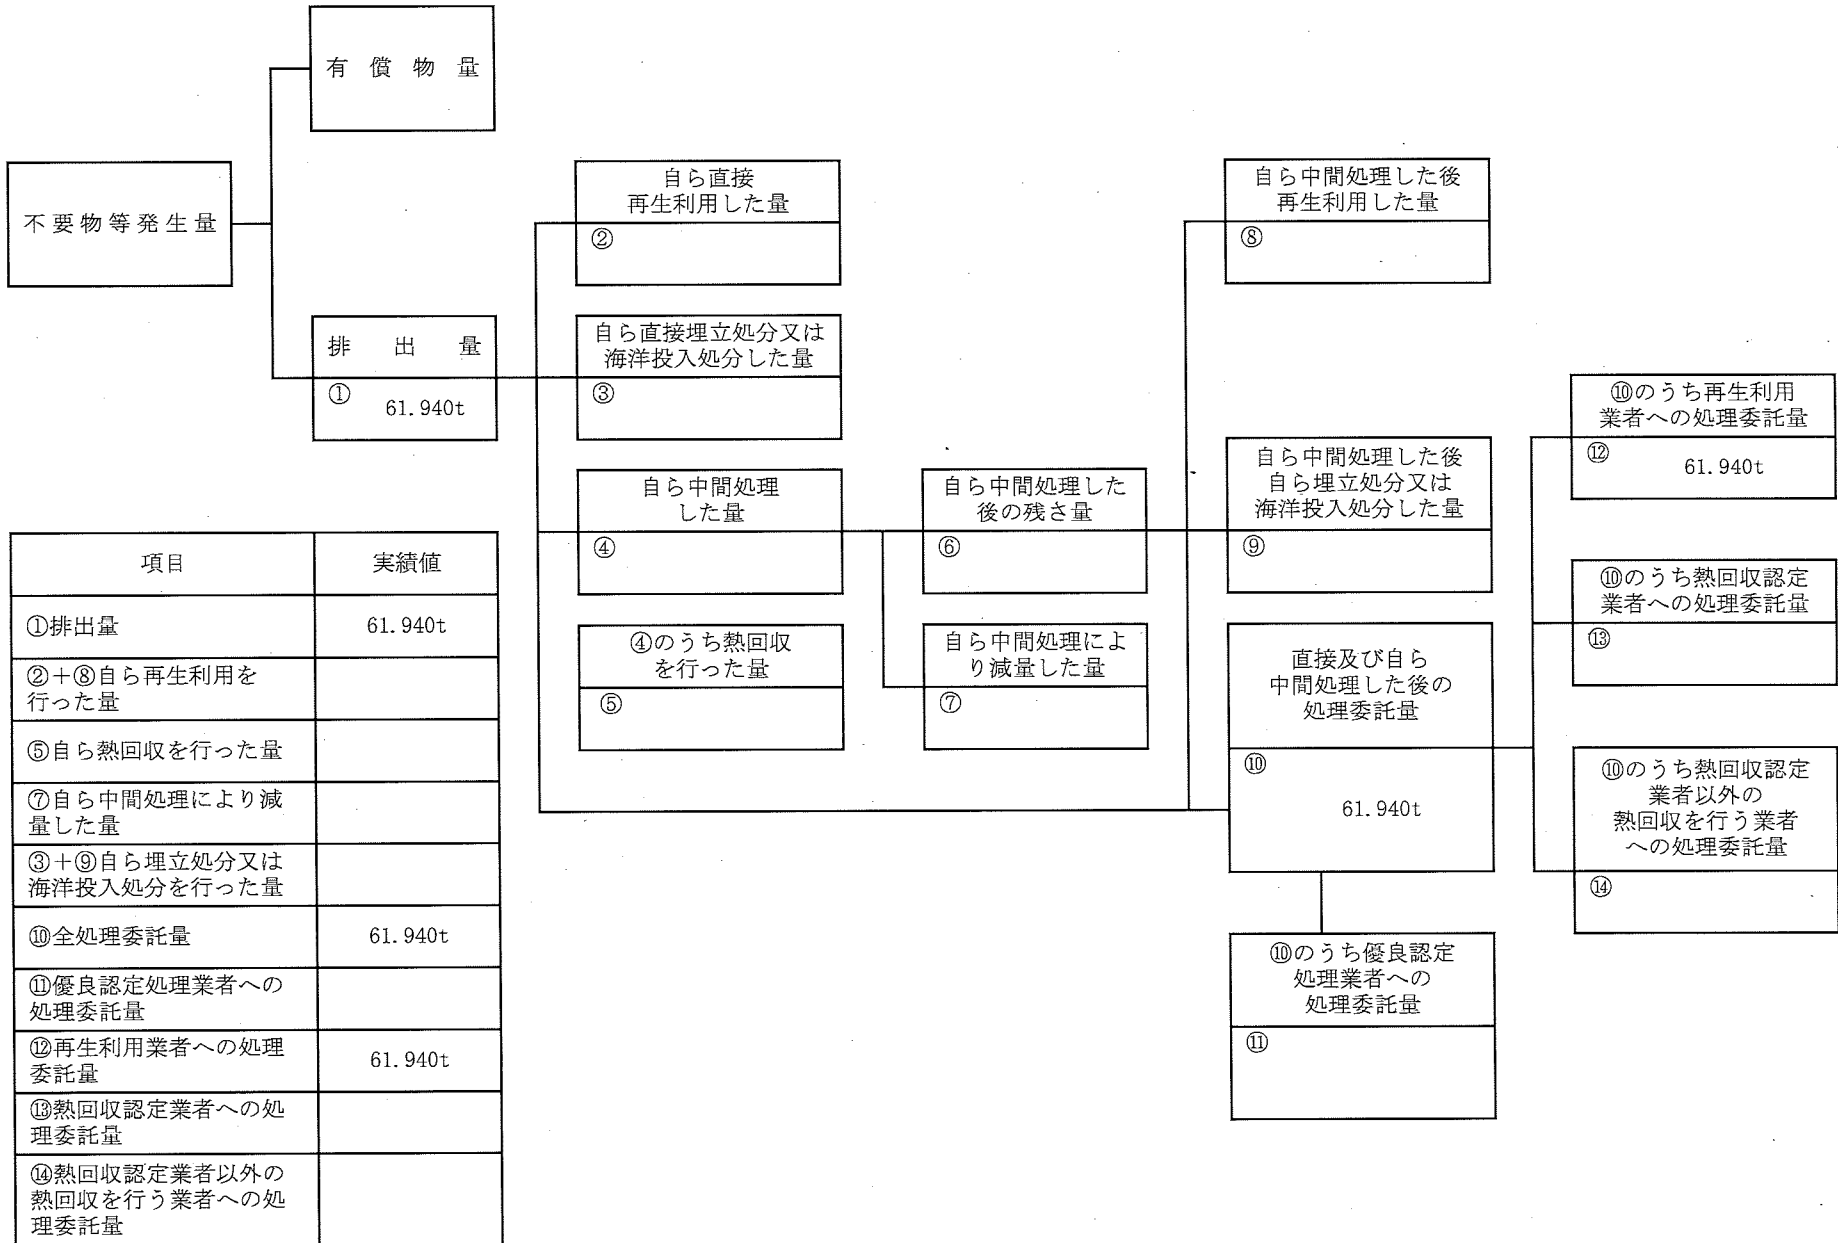 有償物量
不要物等発生量
排出量
①
61.940t
自ら直接
再生利用した量
②
自ら直接埋立処分又は
海洋投入処分した量
③
自ら中間処理
した量
④
④のうち熱回収
を行った量
⑤
自ら中間処理した
後の残さ量
⑥
自ら中間処理によ
り減量した量
⑦
自ら中間処理した後
再生利用した量
⑧
自ら中間処理した後
自ら埋立処分又は
海洋投入処分した量
⑨
直接及び自ら
中間処理した後の
処理委託量
⑩
61.940t
⑩のうち優良認定
処理業者への
処理委託量
⑪
⑩のうち再生利用
業者への処理委託量
⑫
61.940t
⑩のうち熱回収認定
業者への処理委託量
⑬
⑩のうち熱回収認定
業者以外の
熱回収を行う業者
への処理委託量
⑭
項目 実績値
①排出量 61.940t
②+⑧自ら再生利用を
行った量
⑤自ら熱回収を行った量
⑦自ら中間処理により減
量した量
③+⑨自ら埋立処分又は
海洋投入処分を行った量
⑩全処理委託量 61.940t
⑪優良認定処理業者への
処理委託量
⑫再生利用業者への処理
委託量 61.940t
⑬熱回収認定業者への処
理委託量
⑭熱回収認定業者以外の
熱回収を行う業者への処
理委託量